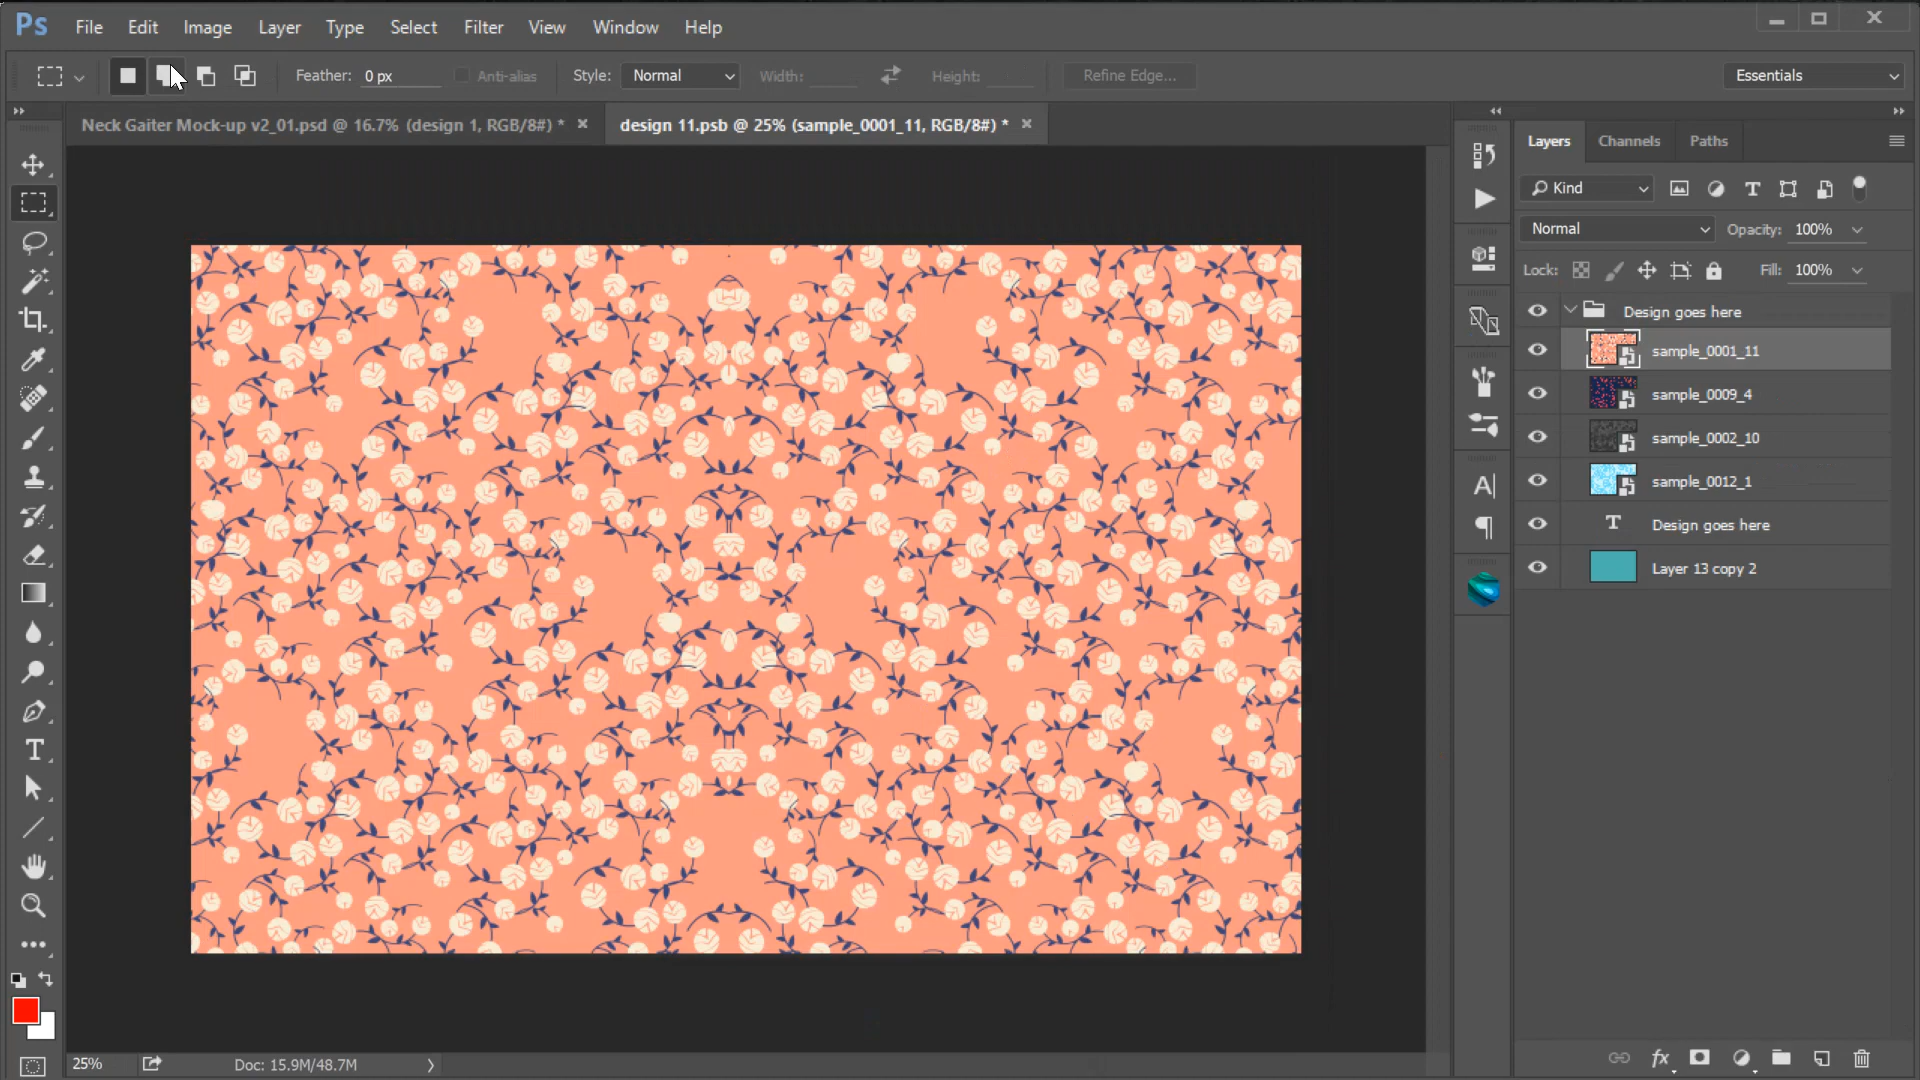 Ps File Edit Image Layer Type Select Filter View Window Help
Feather: 0 px Anti-alias Style: Normal Width: Height: Refine Edge... Essentials
Neck Gaiter Mock-up v2_01.psd @ 16.7% (design 1, RGB/8#) * design 11.psb @ 25% (sample_0001_11, RGB/8#) *
Layers Channels Paths
Kind
Normal Opacity: 100%
Lock: Fill: 100%
Design goes here
sample_0001_11
sample_0009_4
sample_0002_10
sample_0012_1
Design goes here
Layer 13 copy 2
25% Doc: 15.9M/48.7M